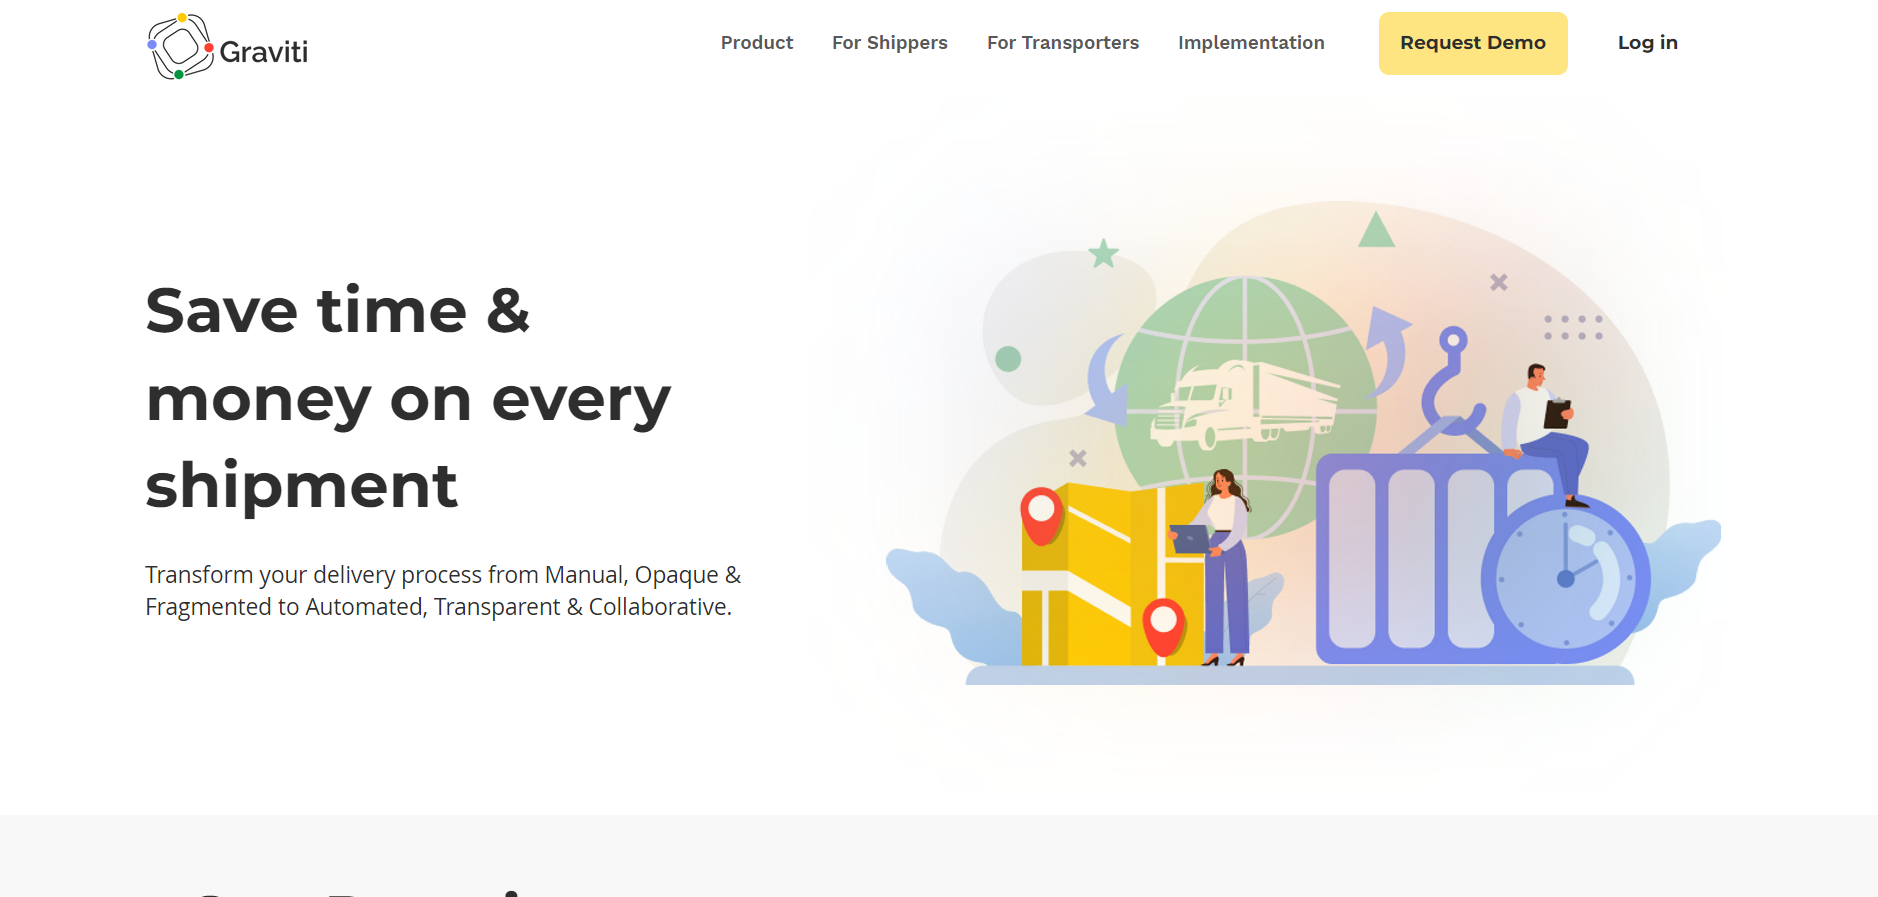 Graviti
Product
For Shippers
For Transporters
Implementation
Request Demo
Log in
Save time &
money on every
shipment
Transform your delivery process from Manual, Opaque &
Fragmented to Automated, Transparent & Collaborative.